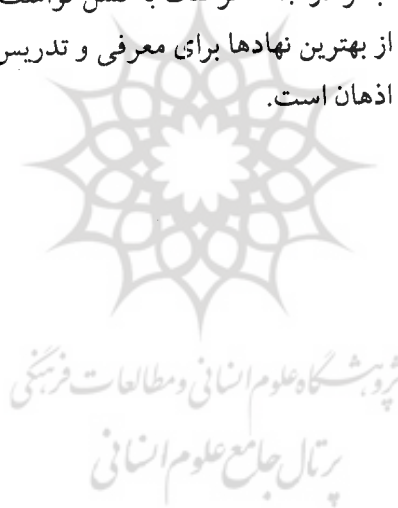 از بهترین نهادها برای معرفی و تدریس
اذهان است.
پژوهشگاه علوم انسانی و مطالعات فرهنگی
پرتال جامع علوم انسانی